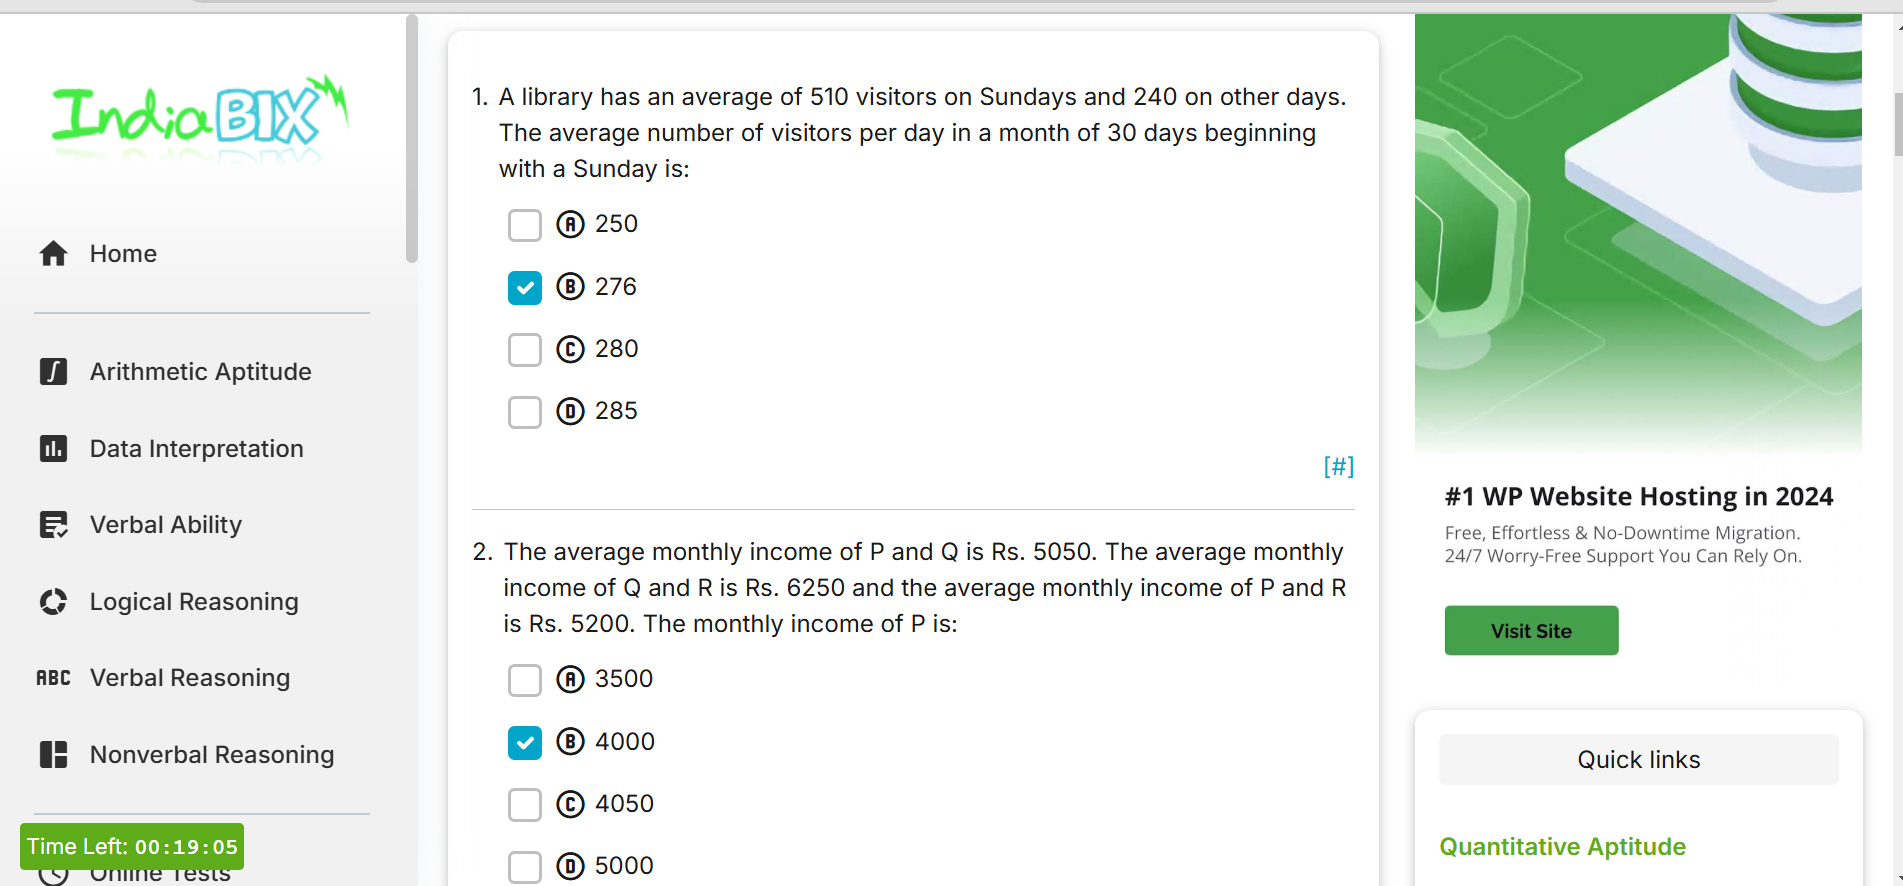 IndiaBIX
Home
Arithmetic Aptitude
Data Interpretation
Verbal Ability
Logical Reasoning
ABC Verbal Reasoning
Nonverbal Reasoning
Time Left: 00:19:05
Online Tests
1. A library has an average of 510 visitors on Sundays and 240 on other days.
The average number of visitors per day in a month of 30 days beginning
with a Sunday is:
A 250
B 276
C 280
D 285
[#]
2. The average monthly income of P and Q is Rs. 5050. The average monthly
income of Q and R is Rs. 6250 and the average monthly income of P and R
is Rs. 5200. The monthly income of P is:
A 3500
B 4000
C 4050
D 5000
#1 WP Website Hosting in 2024
Free, Effortless & No-Downtime Migration.
24/7 Worry-Free Support You Can Rely On.
Visit Site
Quick links
Quantitative Aptitude